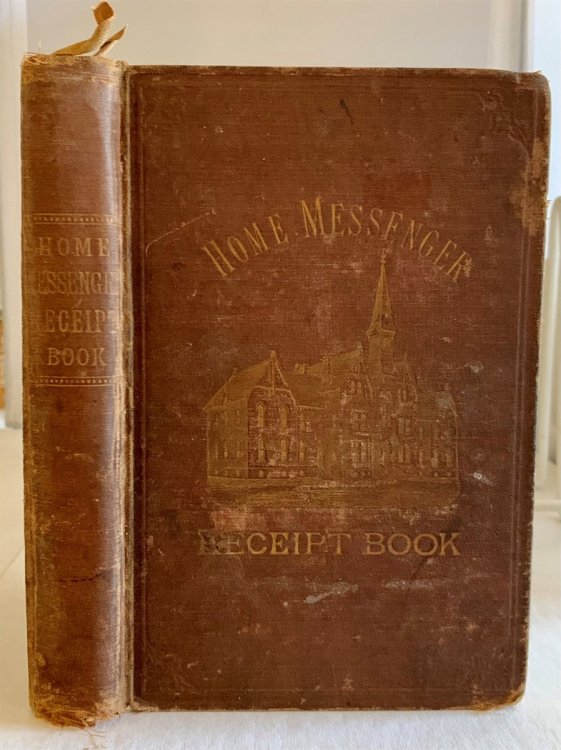 HOME
MESSENGER
RECEIPT
BOOK
HOME MESSENGER
RECEIPT BOOK